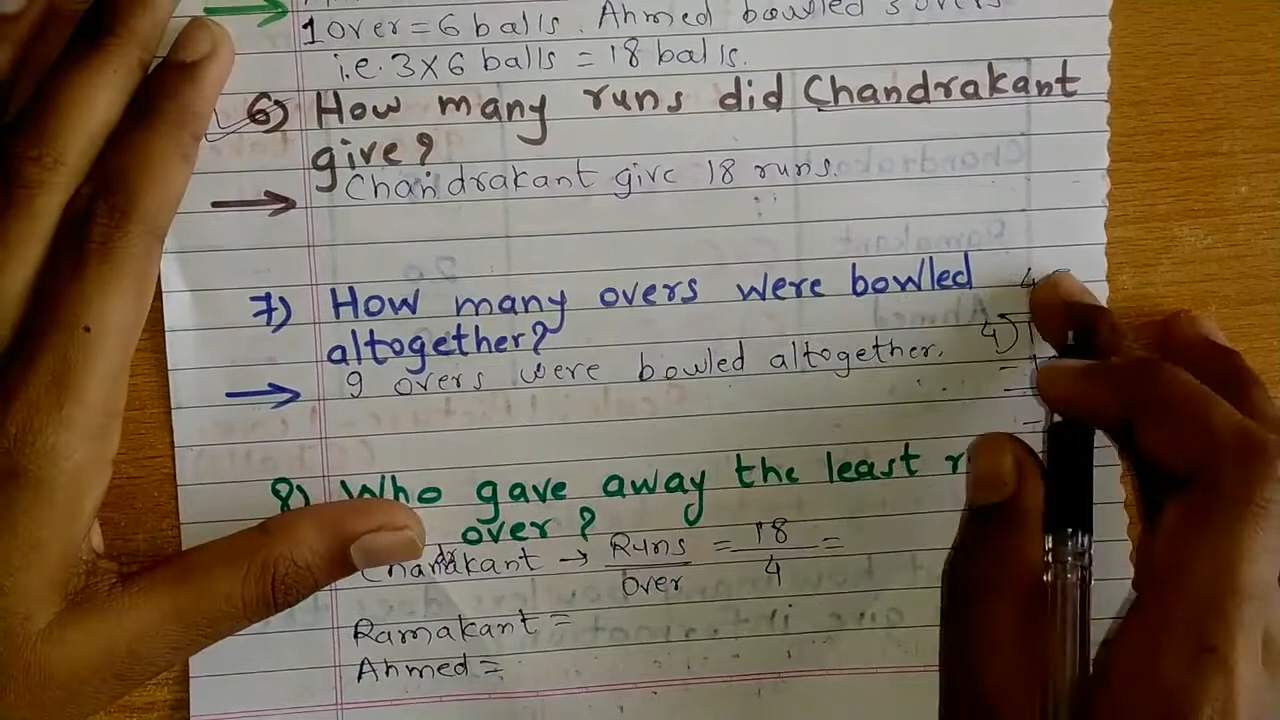 1 over = 6 balls. Ahmed bowled 3 overs
i.e. 3 x 6 balls = 18 balls.
6) How many runs did Chandrakant
give?
Chandrakant give 18 runs.
7) How many overs were bowled
altogether?
9 overs were bowled altogether.
4
8) Who gave away the least
over?
Chandrakant → Runs/over = 18/4 =
Ramakant =
Ahmed =